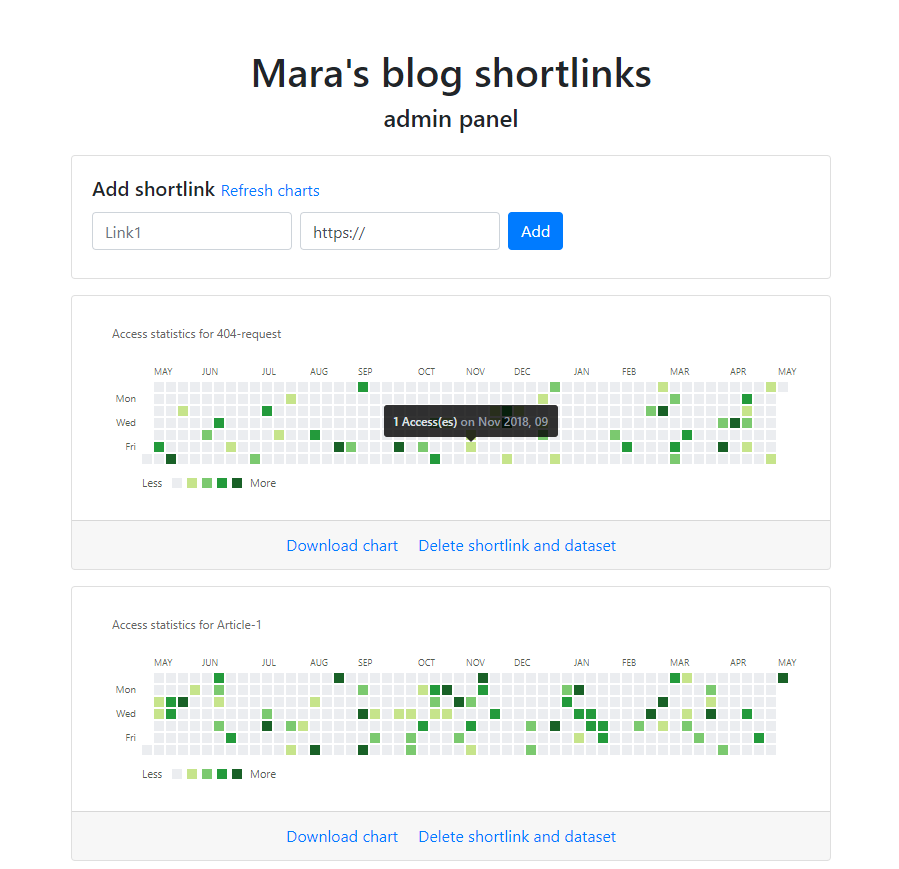 Mara's blog shortlinks
admin panel
Add shortlink Refresh charts
Link1 https:// Add
Access statistics for 404-request
MAY JUN JUL AUG SEP OCT NOV DEC JAN FEB MAR APR MAY
Mon
1 Access(es) on Nov 2018, 09
Wed
Fri
Less More
Download chart Delete shortlink and dataset
Access statistics for Article-1
MAY JUN JUL AUG SEP OCT NOV DEC JAN FEB MAR APR MAY
Mon
Wed
Fri
Less More
Download chart Delete shortlink and dataset